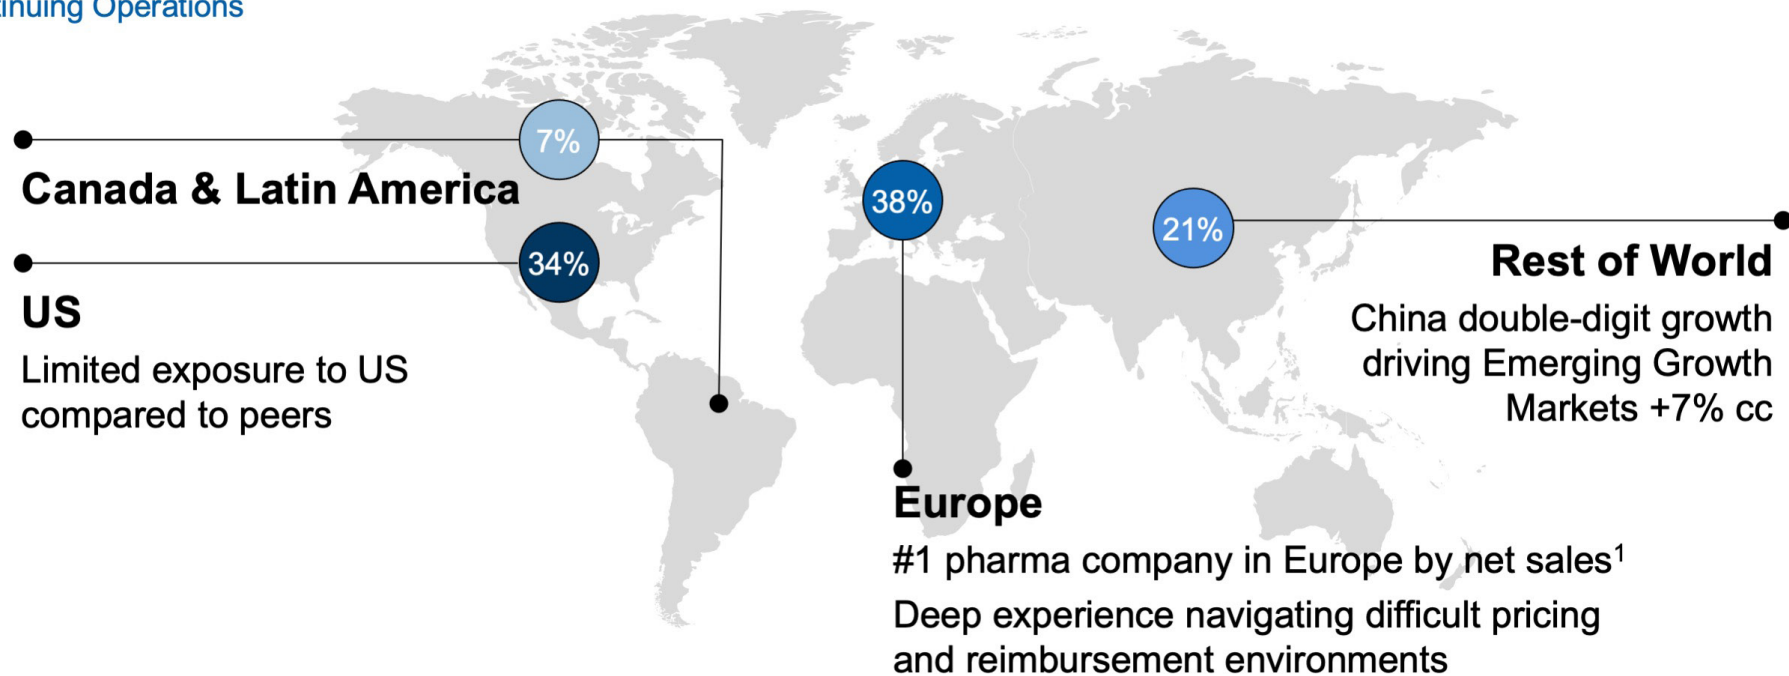 Operations
7%
Canada & Latin America
34%
US
Limited exposure to US
compared to peers
38%
Europe
#1 pharma company in Europe by net sales¹
Deep experience navigating difficult pricing
and reimbursement environments
21%
Rest of World
China double-digit growth
driving Emerging Growth
Markets +7% cc